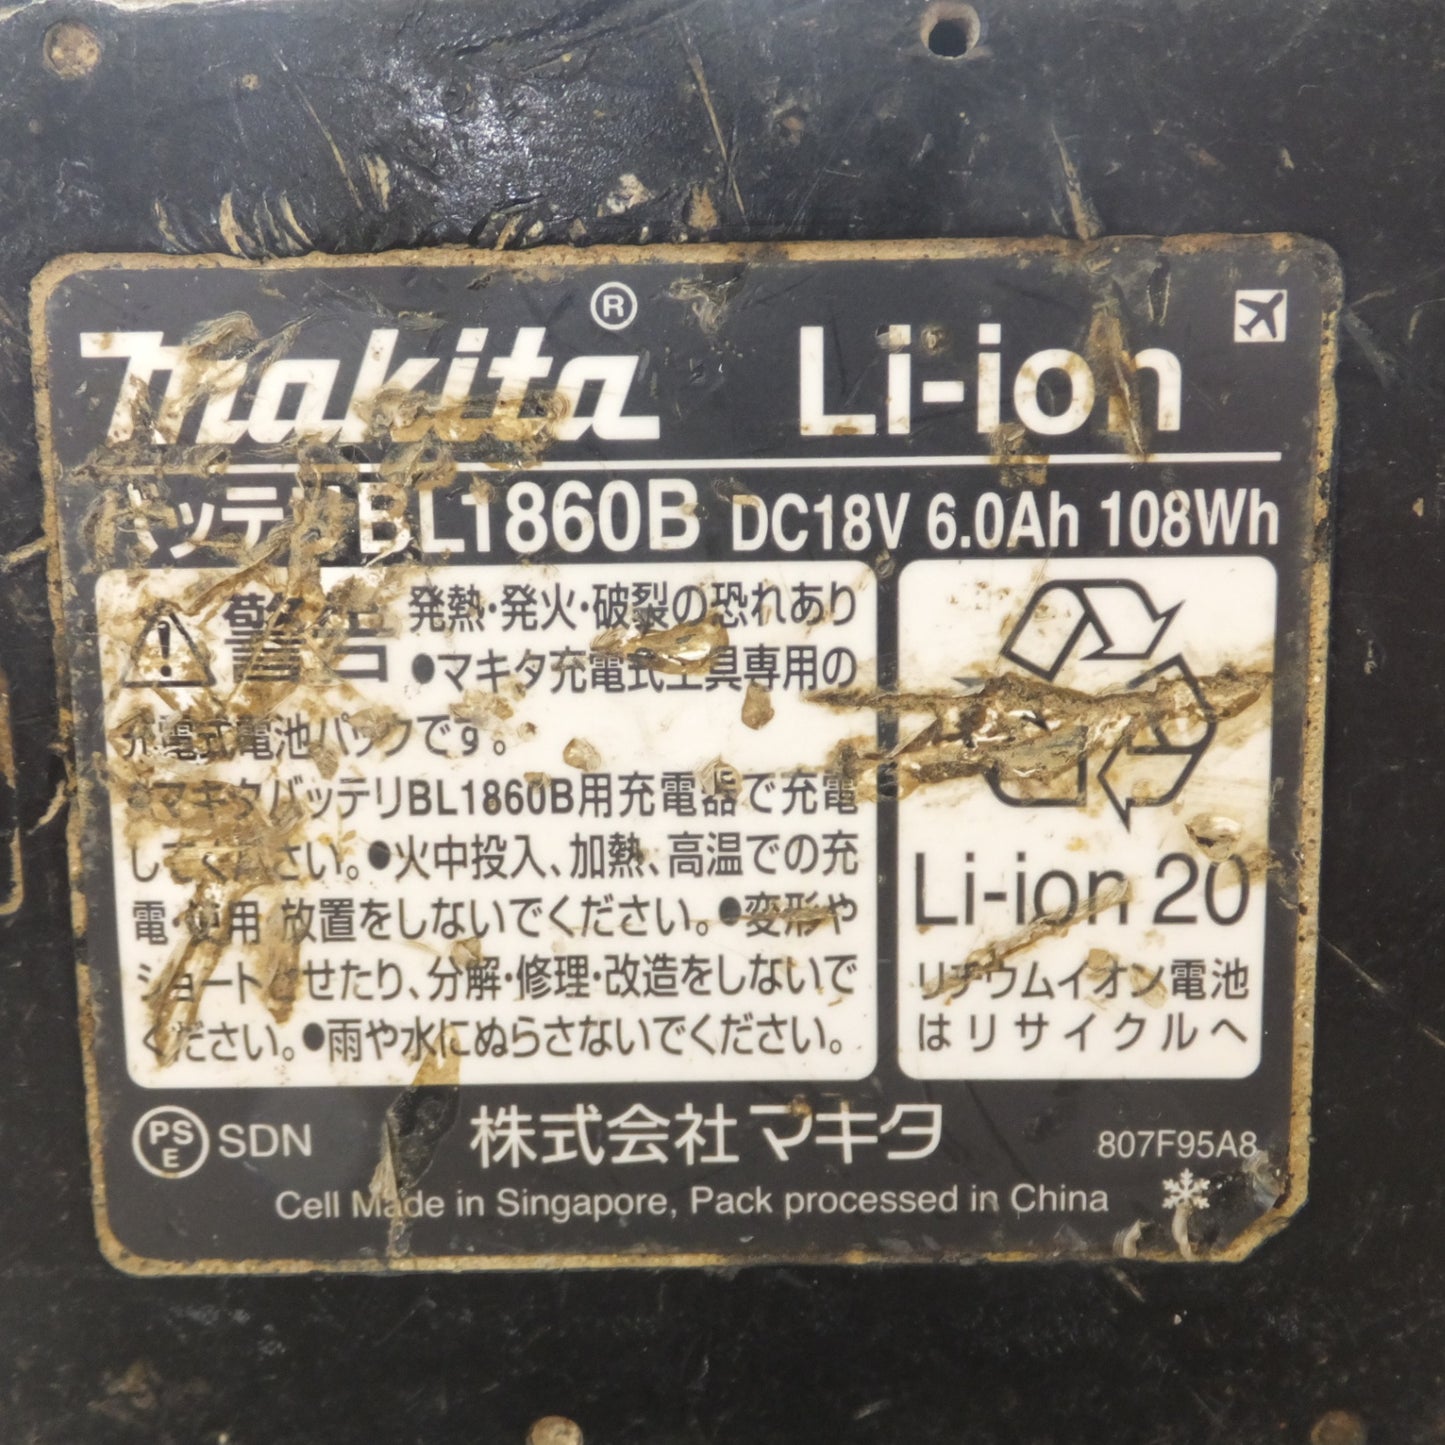 makita® Li-ion
バッテリBL1860B DC18V 6.0Ah 108Wh
警告 発熱・発火・破裂の恐れあり
●マキタ充電式工具専用の
充電式電池パックです。
●マキタバッテリBL1860B用充電器で充電
してください。●火中投入、加熱、高温での充
電・使用・放置をしないでください。●変形や
ショートさせたり、分解・修理・改造をしないで
ください。●雨や水にぬらさないでください。
Li-ion 20
リチウムイオン電池
はリサイクルへ
PSE SDN 株式会社マキタ 807F95A8
Cell Made in Singapore, Pack processed in China